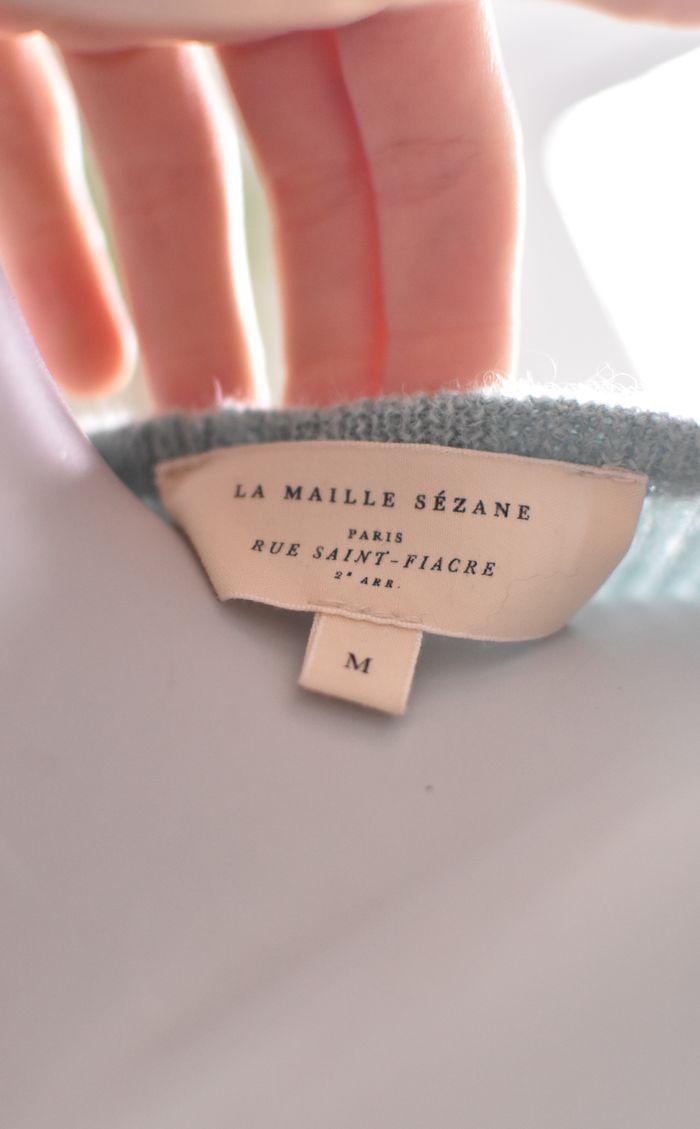 LA MAILLE SÉZANE
PARIS
RUE SAINT-FIACRE
2ᵉ ARR.
M